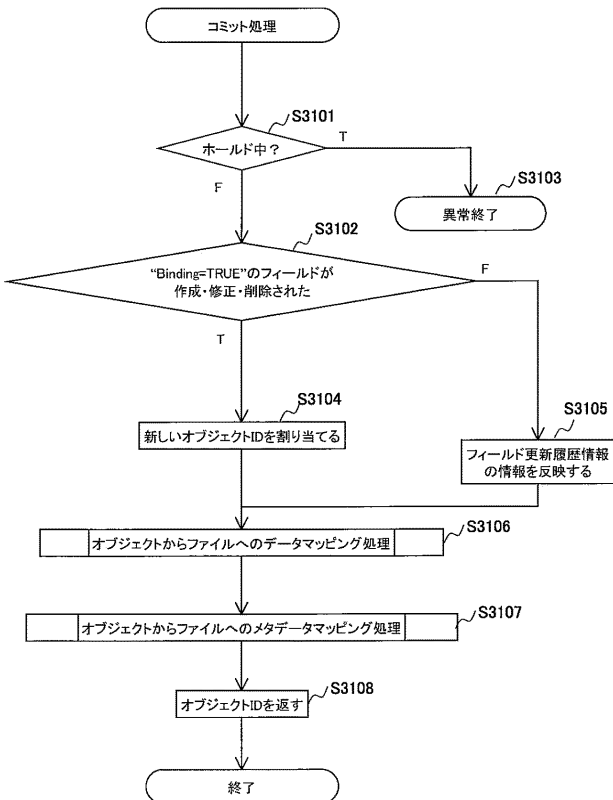 コミット処理
S3101
ホールド中？
T
F
S3103
異常終了
S3102
“Binding=TRUE”のフィールドが
作成・修正・削除された
F
T
S3104
新しいオブジェクトIDを割り当てる
S3105
フィールド更新履歴情報
の情報を反映する
S3106
オブジェクトからファイルへのデータマッピング処理
S3107
オブジェクトからファイルへのメタデータマッピング処理
S3108
オブジェクトIDを返す
終了